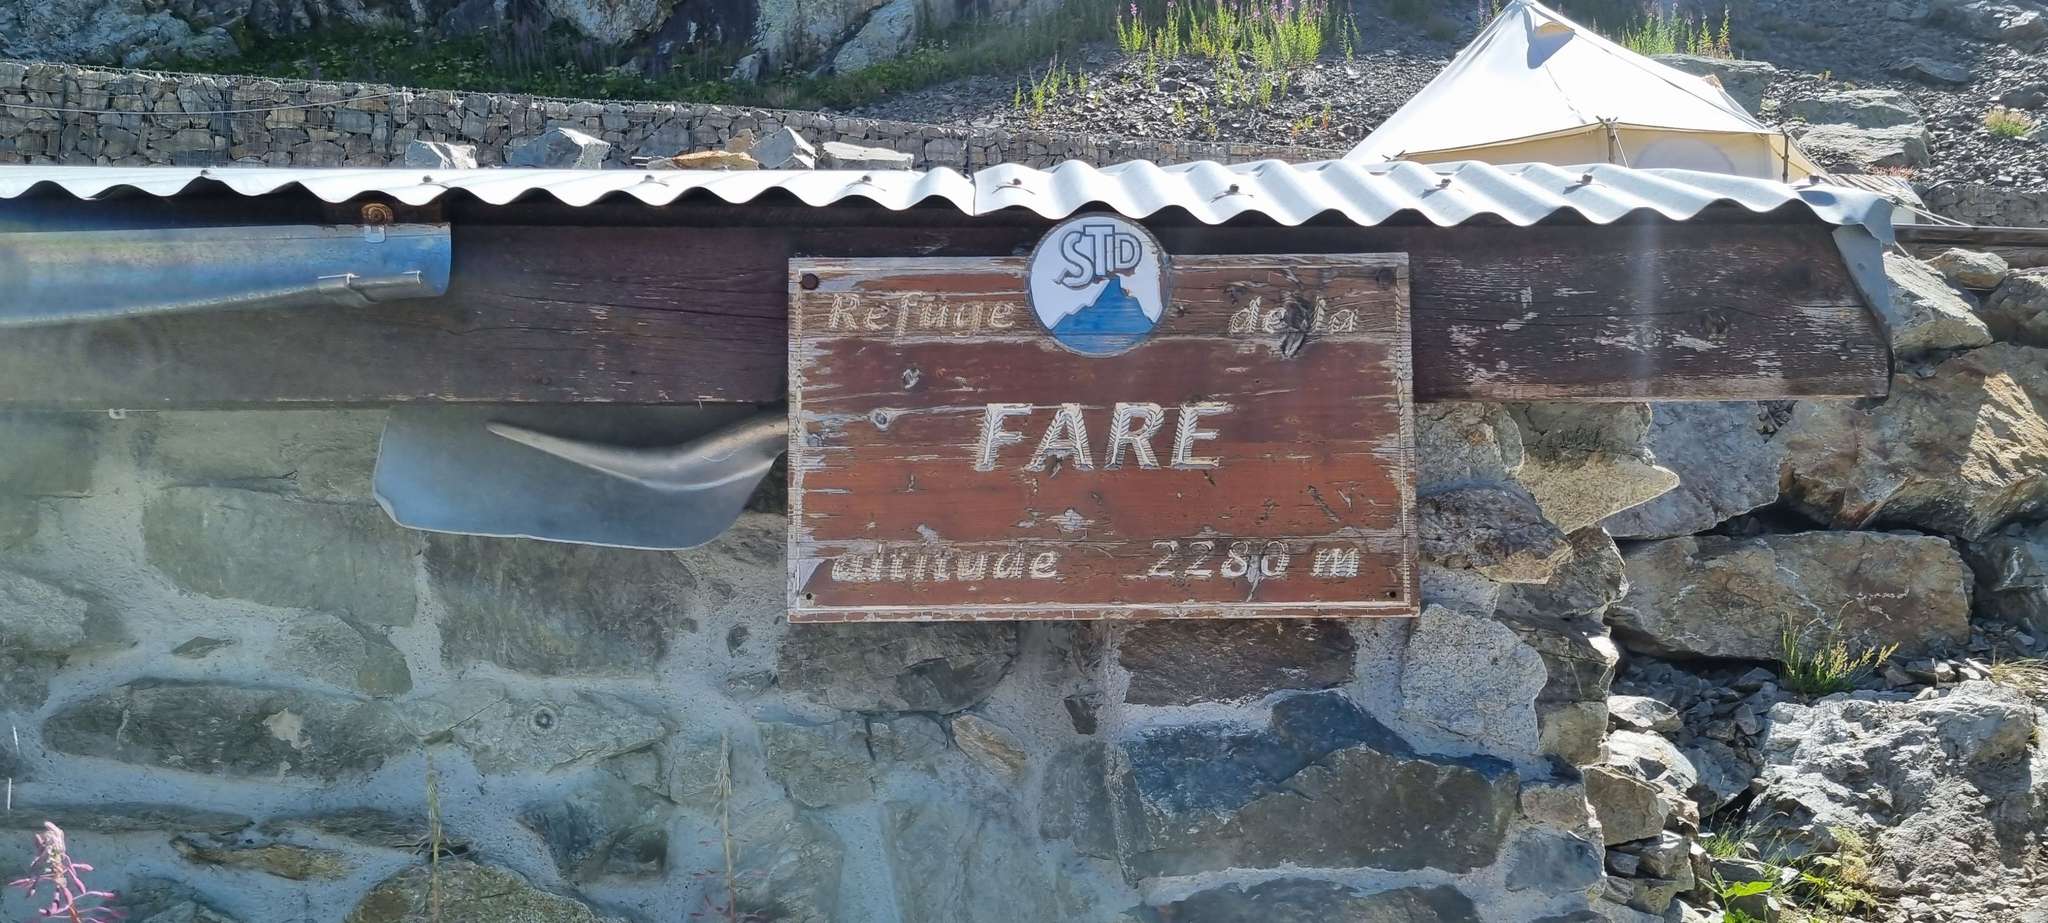 STD
Refuge de la
FARE
altitude 2280 m